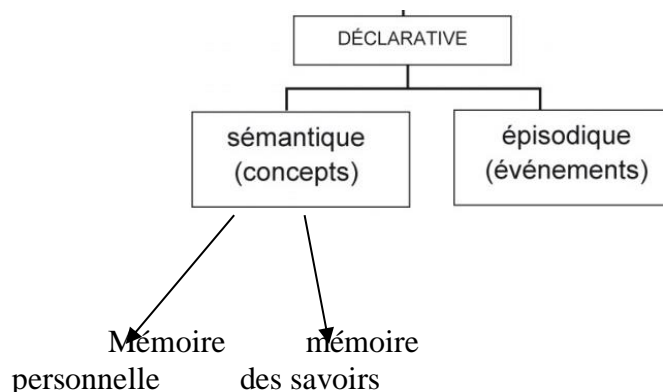 DÉCLARATIVE
sémantique
(concepts)
épisodique
(événements)
Mémoire
personnelle
mémoire
des savoirs